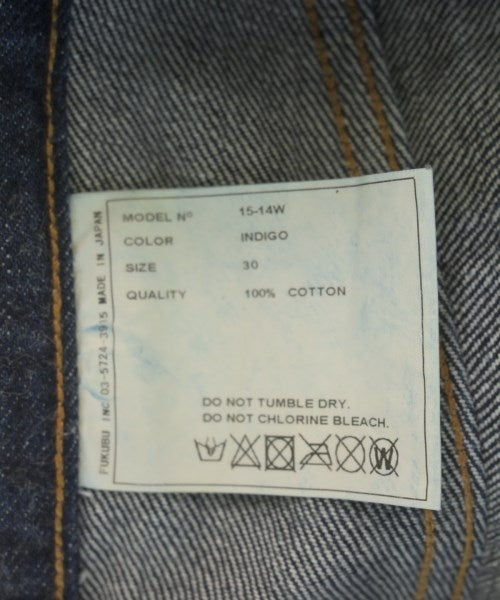 MODEL Nº 15-14W
COLOR INDIGO
SIZE 30
QUALITY 100% COTTON
DO NOT TUMBLE DRY.
DO NOT CHLORINE BLEACH.
W
FUKUBU INC 03-5724-3915 MADE IN JAPAN